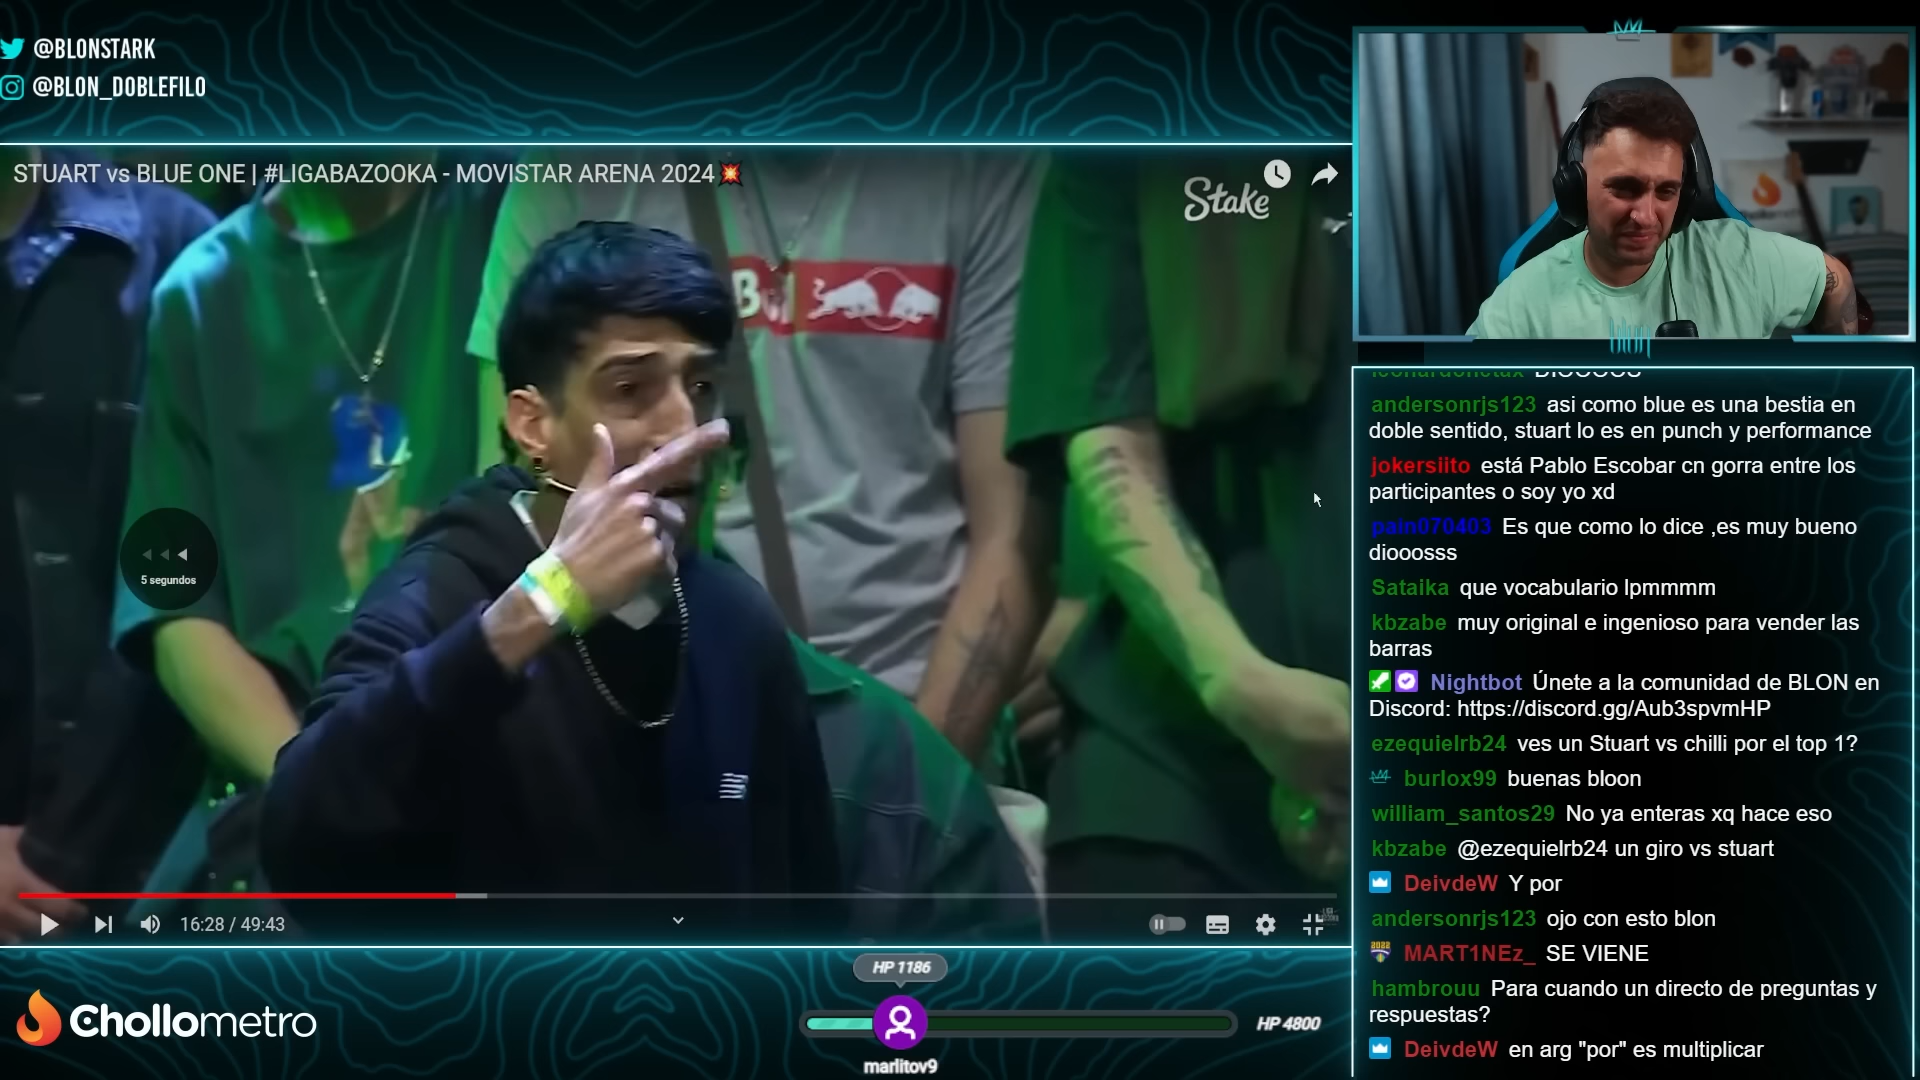 @BLONSTARK
@BLON_DOBLEFILO
STUART vs BLUE ONE | #LIGABAZOOKA - MOVISTAR ARENA 2024
Stake
5 segundos
16:28 / 49:43
HP 1186
HP 4800
marlitov9
Chollometro
andersonrjs123 asi como blue es una bestia en
doble sentido, stuart lo es en punch y performance
jokersiito está Pablo Escobar cn gorra entre los
participantes o soy yo xd
pain070403 Es que como lo dice ,es muy bueno
diooosss
Sataika que vocabulario lpmmmm
kbzabe muy original e ingenioso para vender las
barras
Nightbot Únete a la comunidad de BLON en
Discord: https://discord.gg/Aub3spvmHP
ezequielrb24 ves un Stuart vs chilli por el top 1?
burlox99 buenas bloon
william_santos29 No ya enteras xq hace eso
kbzabe @ezequielrb24 un giro vs stuart
DeivdeW Y por
andersonrjs123 ojo con esto blon
MART1NEz_ SE VIENE
hambrouu Para cuando un directo de preguntas y
respuestas?
DeivdeW en arg "por" es multiplicar